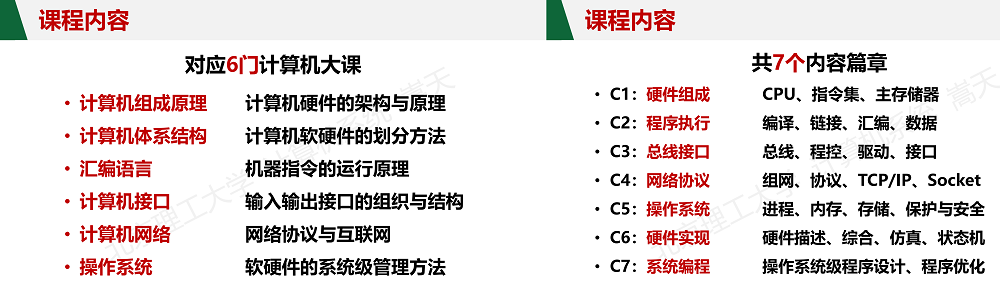 课程内容
对应6门计算机大课
• 计算机组成原理 计算机硬件的架构与原理
• 计算机体系结构 计算机软硬件的划分方法
• 汇编语言 机器指令的运行原理
• 计算机接口 输入输出接口的组织与结构
• 计算机网络 网络协议与互联网
• 操作系统 软硬件的系统级管理方法
课程内容
共7个内容篇章
• C1：硬件组成 CPU、指令集、主存储器
• C2：程序执行 编译、链接、汇编、数据
• C3：总线接口 总线、程控、驱动、接口
• C4：网络协议 组网、协议、TCP/IP、Socket
• C5：操作系统 进程、内存、存储、保护与安全
• C6：硬件实现 硬件描述、综合、仿真、状态机
• C7：系统编程 操作系统级程序设计、程序优化